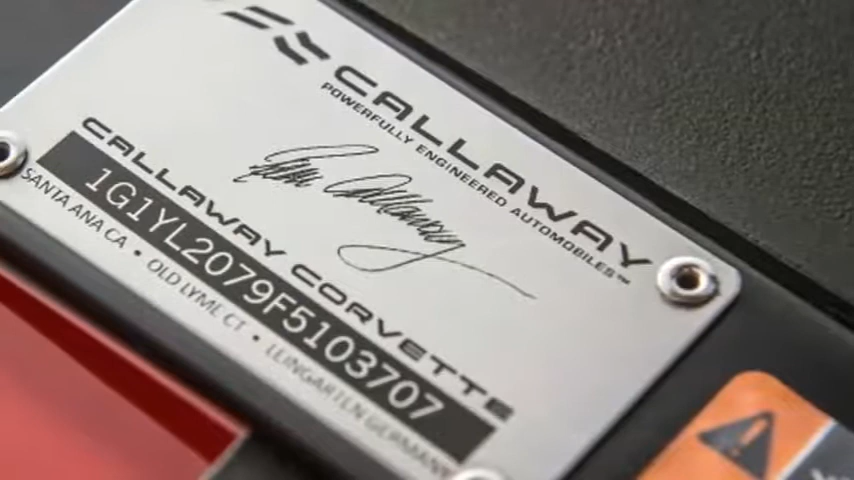 CALLAWAY
POWERFULLY ENGINEERED AUTOMOBILES™
CALLAWAY CORVETTE
1G1YL2079F5103707
SANTA ANA CA • OLD LYME CT • LEINGARTEN GERMANY